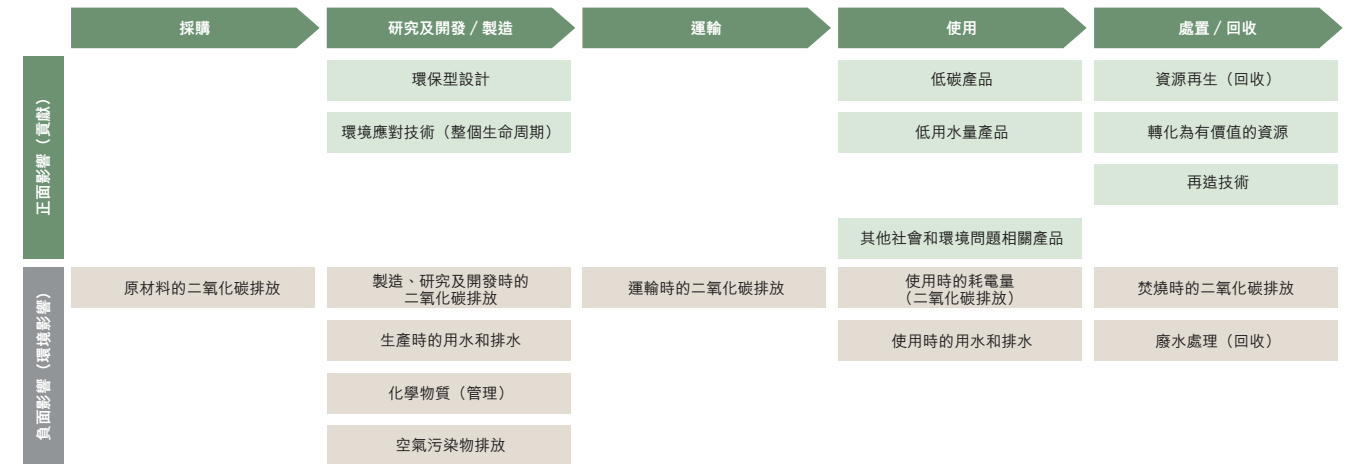 採購
研究及開發 / 製造
運輸
使用
處置 / 回收
正面影響（貢獻）
環保型設計
低碳產品
資源再生（回收）
環境應對技術（整個生命周期）
低用水量產品
轉化為有價值的資源
再造技術
其他社會和環境問題相關產品
負面影響（環境影響）
原材料的二氧化碳排放
製造、研究及開發時的
二氧化碳排放
運輸時的二氧化碳排放
使用時的耗電量
（二氧化碳排放）
焚燒時的二氧化碳排放
生產時的用水和排水
使用時的用水和排水
廢水處理（回收）
化學物質（管理）
空氣污染物排放